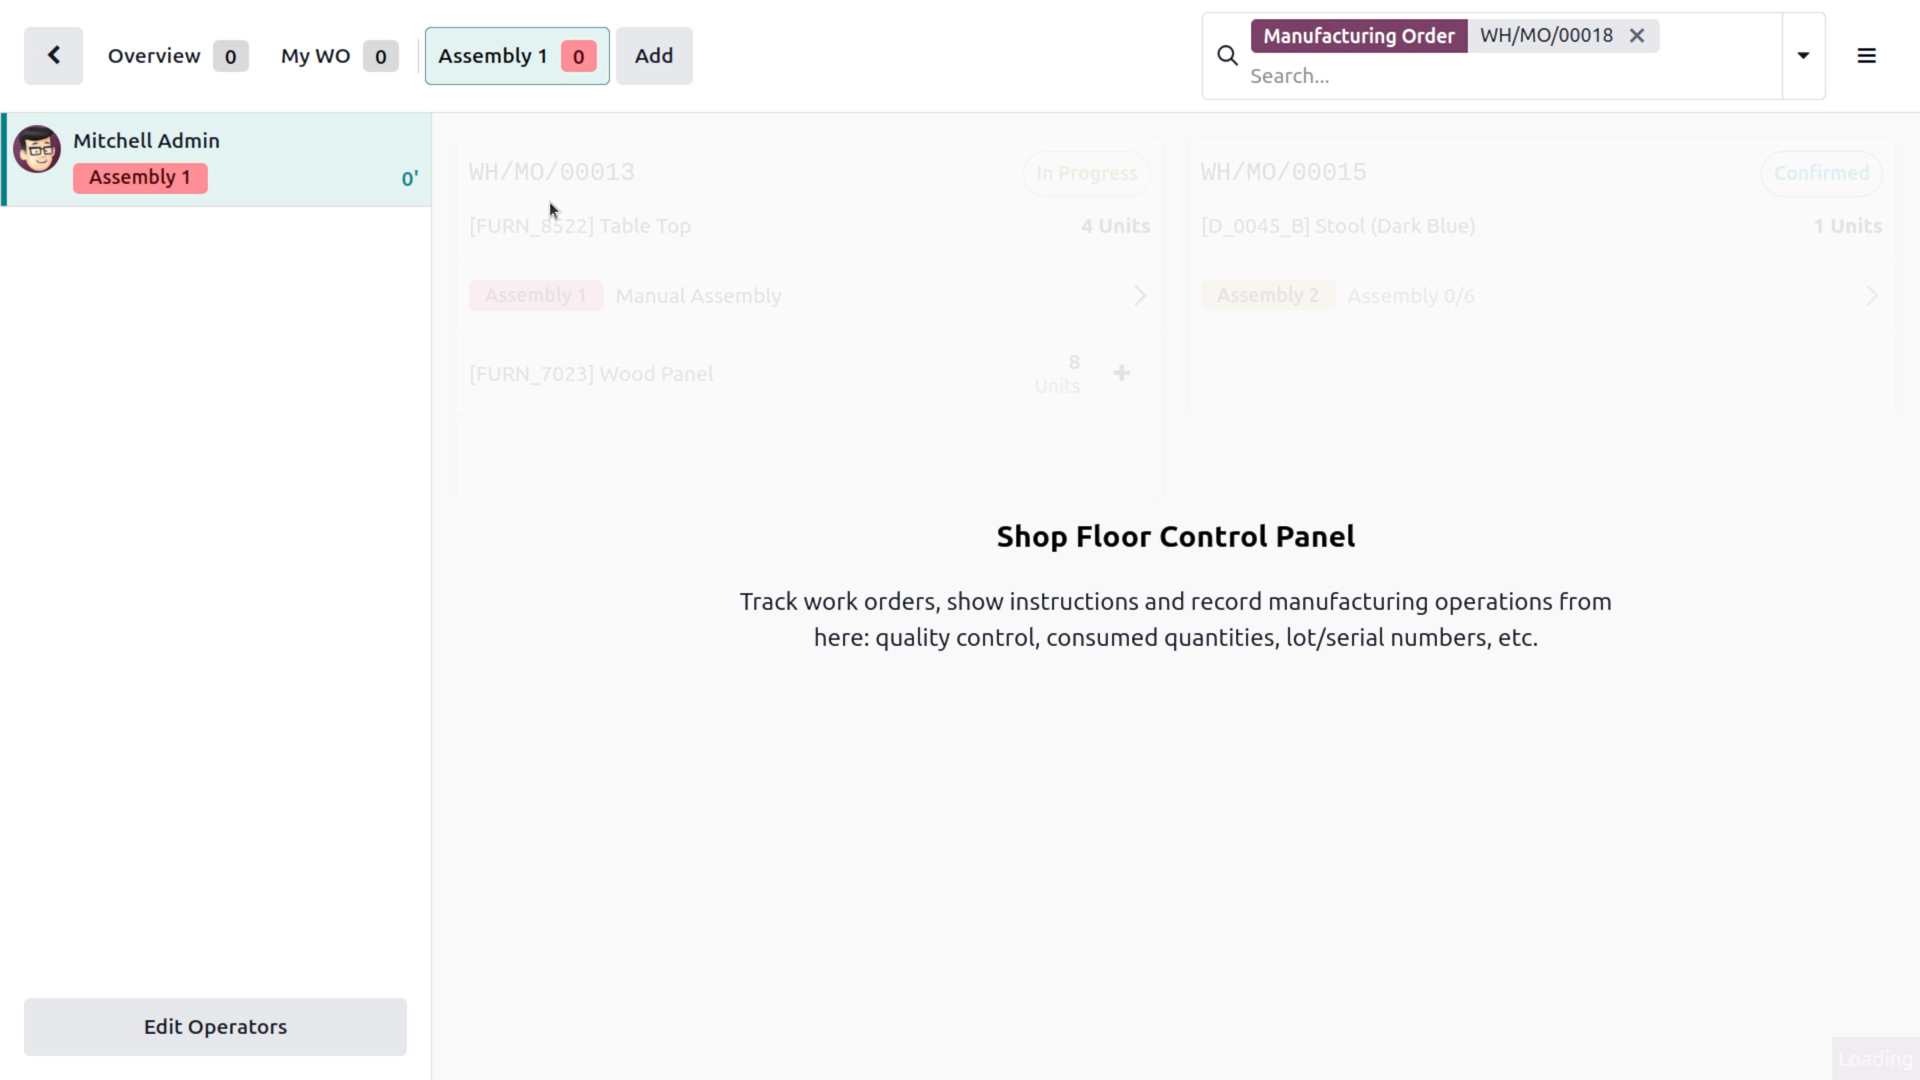 Overview 0
My WO 0
Assembly 1 0
Add
Manufacturing Order WH/MO/00018
Search...
Mitchell Admin
Assembly 1
0'
WH/MO/00013
In Progress
[FURN_8522] Table Top
4 Units
Assembly 1 Manual Assembly
[FURN_7023] Wood Panel
8
Units
WH/MO/00015
Confirmed
[D_0045_B] Stool (Dark Blue)
1 Units
Assembly 2 Assembly 0/6
Shop Floor Control Panel
Track work orders, show instructions and record manufacturing operations from
here: quality control, consumed quantities, lot/serial numbers, etc.
Edit Operators
Loading